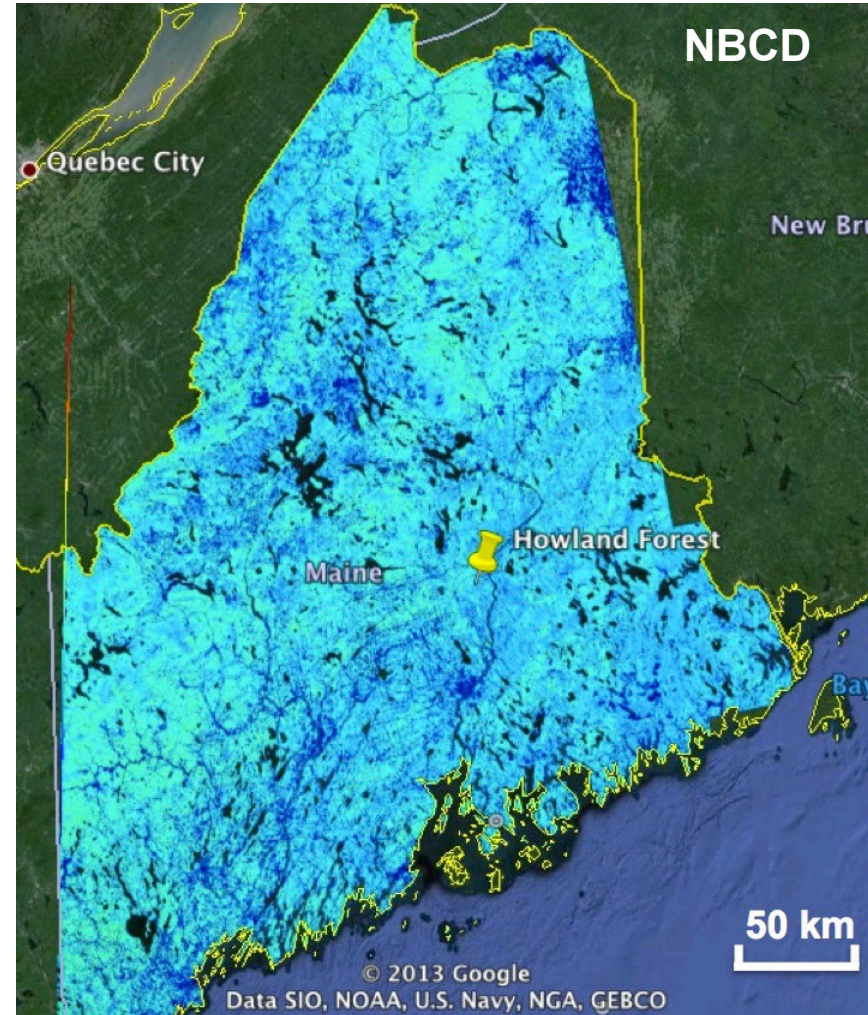 NBCD
Quebec City
New Bru
Howland Forest
Maine
Bay
50 km
© 2013 Google
Data SIO, NOAA, U.S. Navy, NGA, GEBCO